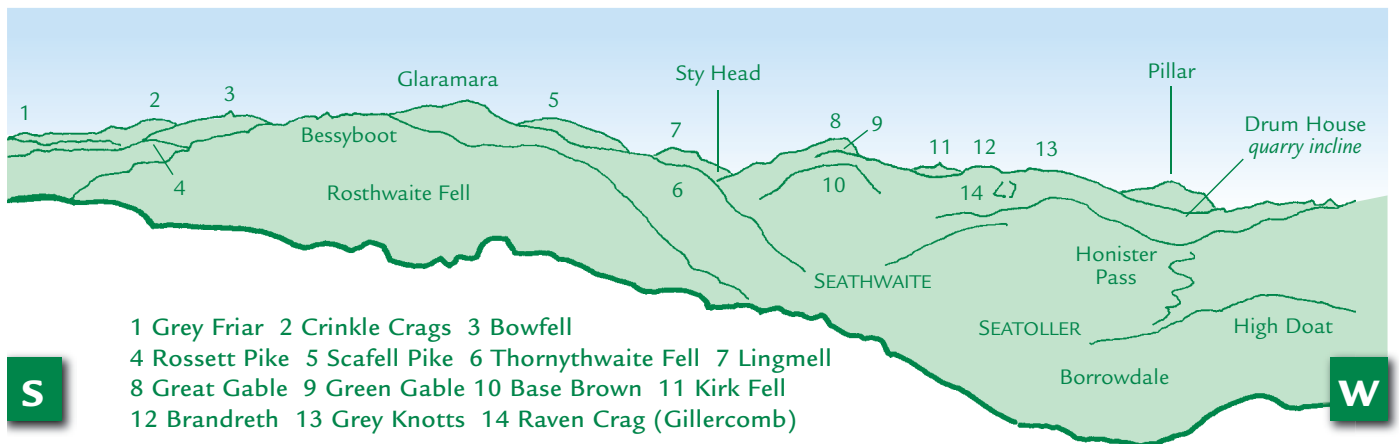 Glaramara
Sty Head
Pillar
1
2
3
5
7
8
9
11
12
13
Drum House
quarry incline
Bessyboot
4
6
10
14
Rosthwaite Fell
SEATHWAITE
Honister
Pass
SEATOLLER
High Doat
Borrowdale
1 Grey Friar 2 Crinkle Crags 3 Bowfell
4 Rossett Pike 5 Scafell Pike 6 Thornythwaite Fell 7 Lingmell
8 Great Gable 9 Green Gable 10 Base Brown 11 Kirk Fell
12 Brandreth 13 Grey Knotts 14 Raven Crag (Gillercomb)
S
W